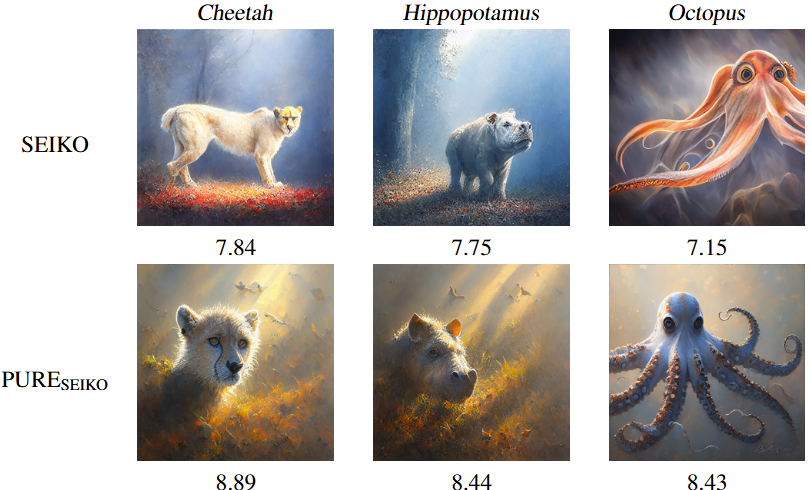 Cheetah Hippopotamus Octopus
SEIKO
7.84 7.75 7.15
PURESEIKO
8.89 8.44 8.43